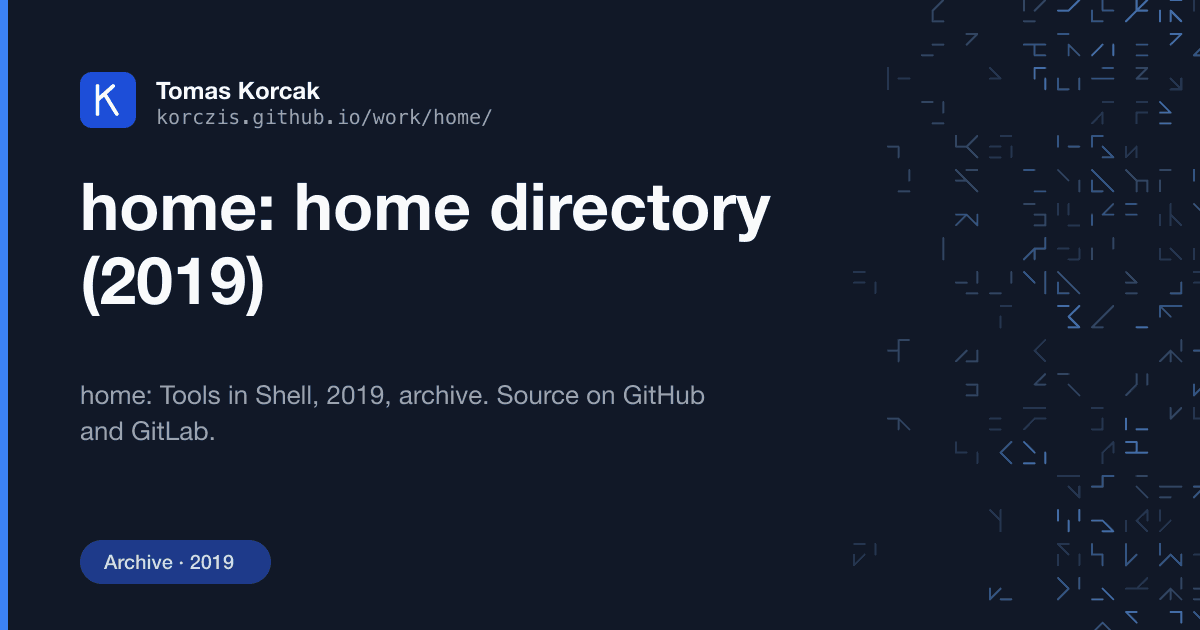 K
Tomas Korcak
korczis.github.io/work/home/
home: home directory
(2019)
home: Tools in Shell, 2019, archive. Source on GitHub
and GitLab.
Archive · 2019